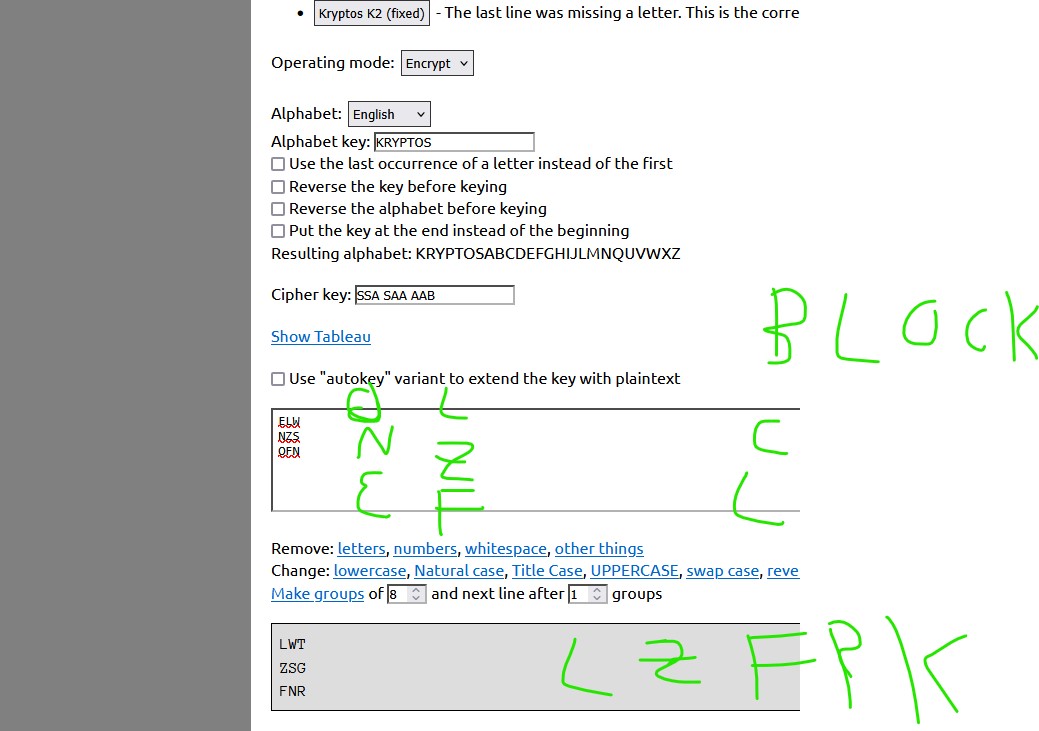 Kryptos K2 (fixed) - The last line was missing a letter. This is the corre
Operating mode: Encrypt
Alphabet: English
Alphabet key: KRYPTOS
Use the last occurrence of a letter instead of the first
Reverse the key before keying
Reverse the alphabet before keying
Put the key at the end instead of the beginning
Resulting alphabet: KRYPTOSABCDEFGHIJLMNQUVWXZ
Cipher key: SSA SAA AAB
BLOCK
Show Tableau
Use "autokey" variant to extend the key with plaintext
L
ELW
NZS N C
OFN Z
E L
Remove: letters, numbers, whitespace, other things
Change: lowercase, Natural case, Title Case, UPPERCASE, swap case, reve
Make groups of 8 and next line after 1 groups
LWT
ZSG LZFPK
FNR